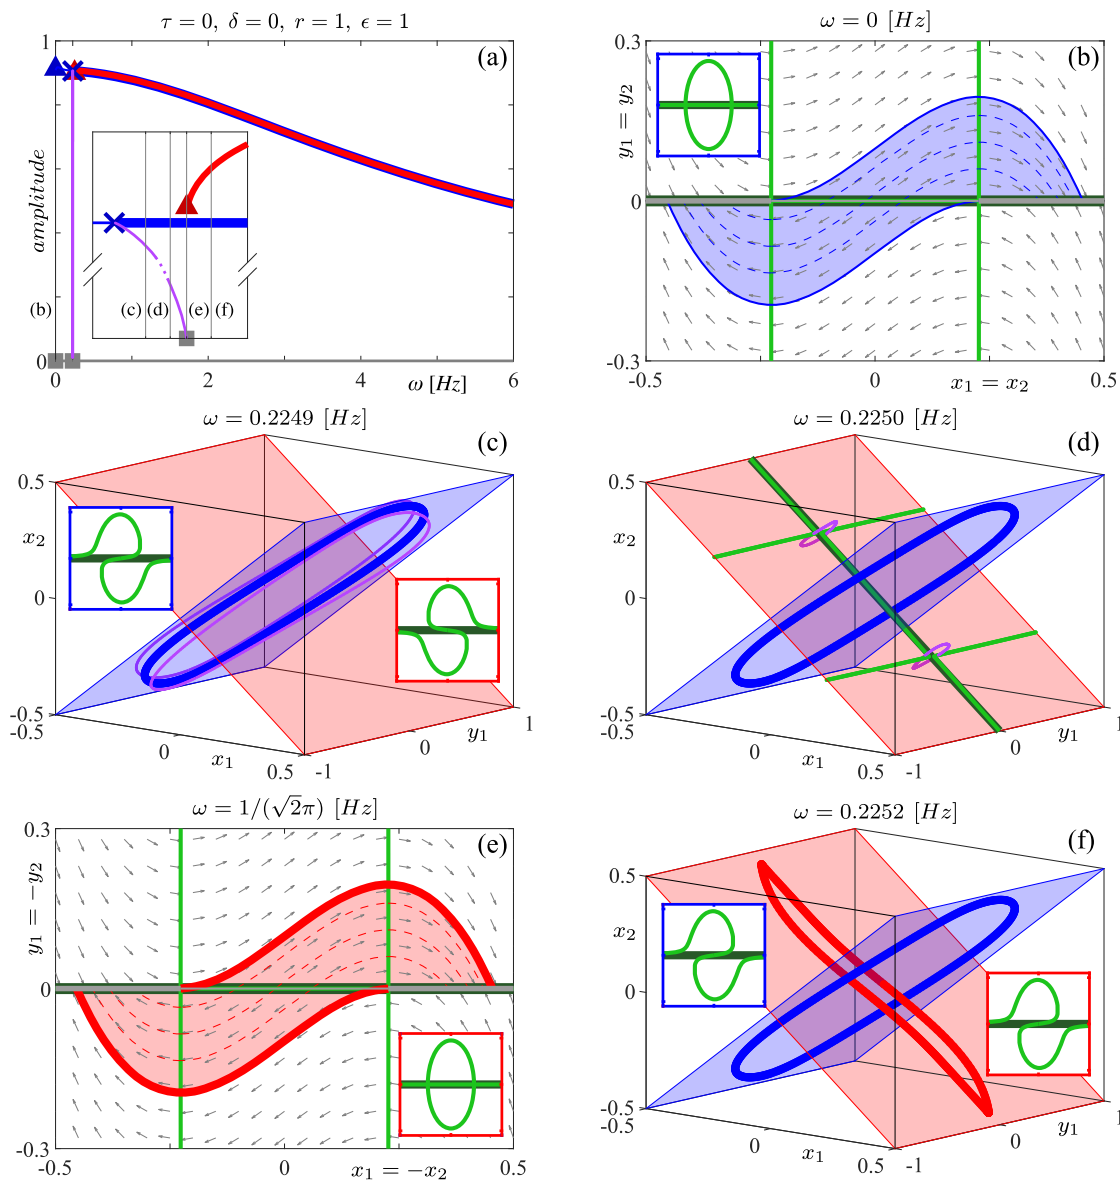 τ = 0, δ = 0, r = 1, ϵ = 1
(a)
1
amplitude
(b)
(c) (d) (e) (f)
0
0 2 4 6
ω [Hz]
ω = 0 [Hz]
(b)
0.3
y₁ = y₂
0
-0.3
-0.5 0 0.5
x₁ = x₂
ω = 0.2249 [Hz]
(c)
0.5
x₂
0
-0.5
-0.5
0
x₁
0.5
-1
0
y₁
1
ω = 0.2250 [Hz]
(d)
0.5
x₂
0
-0.5
-0.5
0
x₁
0.5
-1
0
y₁
1
ω = 1/(√2π) [Hz]
(e)
0.3
y₁ = −y₂
0
-0.3
-0.5 0 0.5
x₁ = −x₂
ω = 0.2252 [Hz]
(f)
0.5
x₂
0
-0.5
-0.5
0
x₁
0.5
-1
0
y₁
1